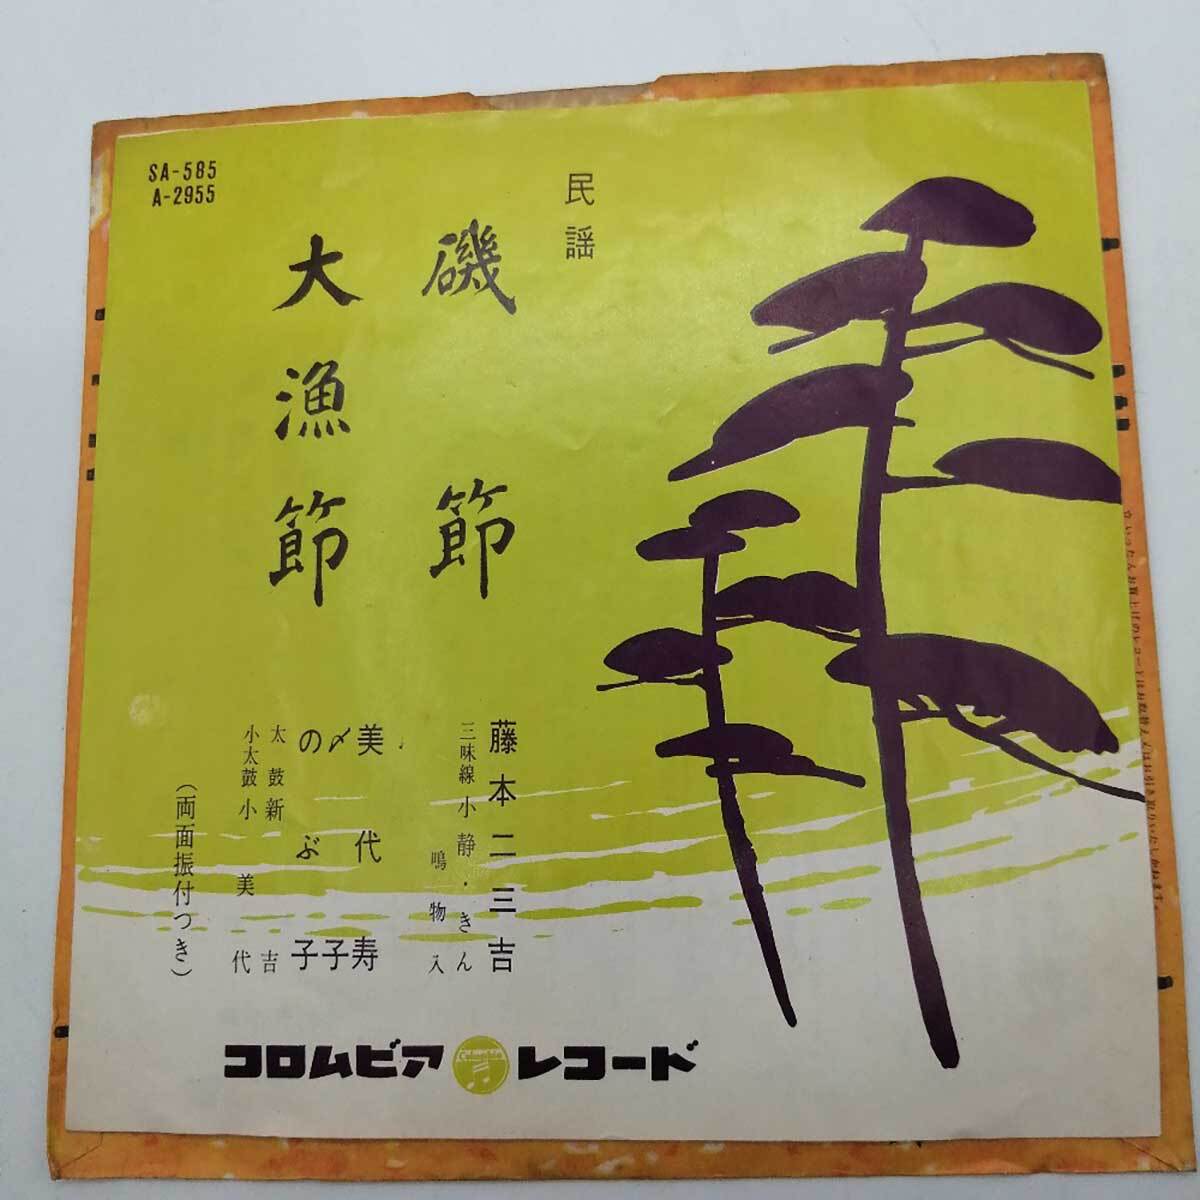 SA-585
A-2955
民謡
磯節
大漁節
藤本二三吉
三味線 小静・きん
鳴物入
美代寿
〆子
のぶ子
太鼓 新吉
小太鼓 小美代
(両面振付つき)
コロムビア レコード